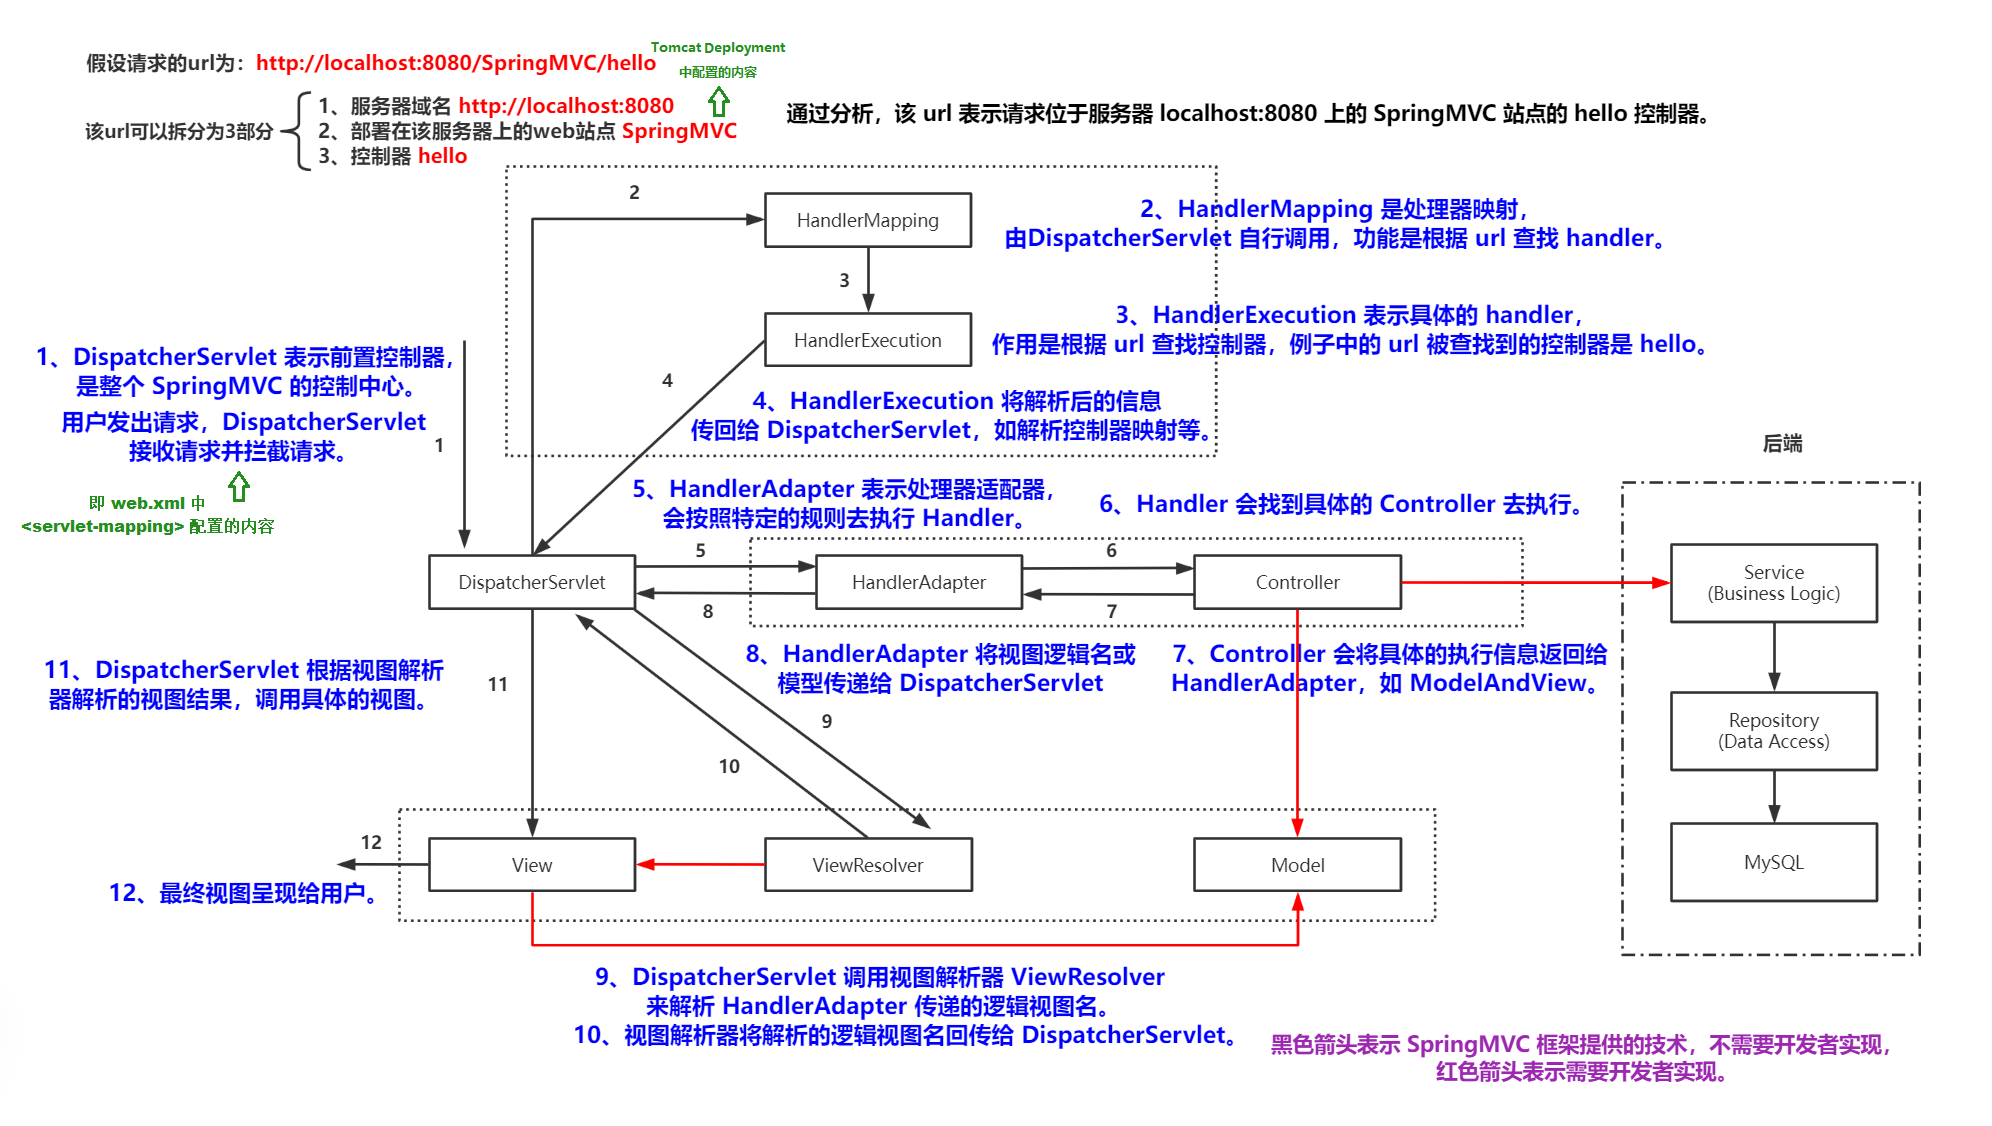 假设请求的url为：http://localhost:8080/SpringMVC/hello
Tomcat Deployment
中配置的内容
该url可以拆分为3部分
1、服务器域名 http://localhost:8080
2、部署在该服务器上的web站点 SpringMVC
3、控制器 hello
通过分析，该 url 表示请求位于服务器 localhost:8080 上的 SpringMVC 站点的 hello 控制器。
2
HandlerMapping
2、HandlerMapping 是处理器映射，
由DispatcherServlet 自行调用，功能是根据 url 查找 handler。
3
HandlerExecution
3、HandlerExecution 表示具体的 handler，
作用是根据 url 查找控制器，例子中的 url 被查找到的控制器是 hello。
4
4、HandlerExecution 将解析后的信息
传回给 DispatcherServlet，如解析控制器映射等。
1、DispatcherServlet 表示前置控制器，
是整个 SpringMVC 的控制中心。
用户发出请求，DispatcherServlet
接收请求并拦截请求。
1
即 web.xml 中
<servlet-mapping> 配置的内容
5、HandlerAdapter 表示处理器适配器，
会按照特定的规则去执行 Handler。
6、Handler 会找到具体的 Controller 去执行。
后端
DispatcherServlet
5
8
HandlerAdapter
6
7
Controller
Service
(Business Logic)
8、HandlerAdapter 将视图逻辑名或
模型传递给 DispatcherServlet
7、Controller 会将具体的执行信息返回给
HandlerAdapter，如 ModelAndView。
11、DispatcherServlet 根据视图解析
器解析的视图结果，调用具体的视图。
11
9
10
Repository
(Data Access)
12
View
ViewResolver
Model
MySQL
12、最终视图呈现给用户。
9、DispatcherServlet 调用视图解析器 ViewResolver
来解析 HandlerAdapter 传递的逻辑视图名。
10、视图解析器将解析的逻辑视图名回传给 DispatcherServlet。
黑色箭头表示 SpringMVC 框架提供的技术，不需要开发者实现，
红色箭头表示需要开发者实现。